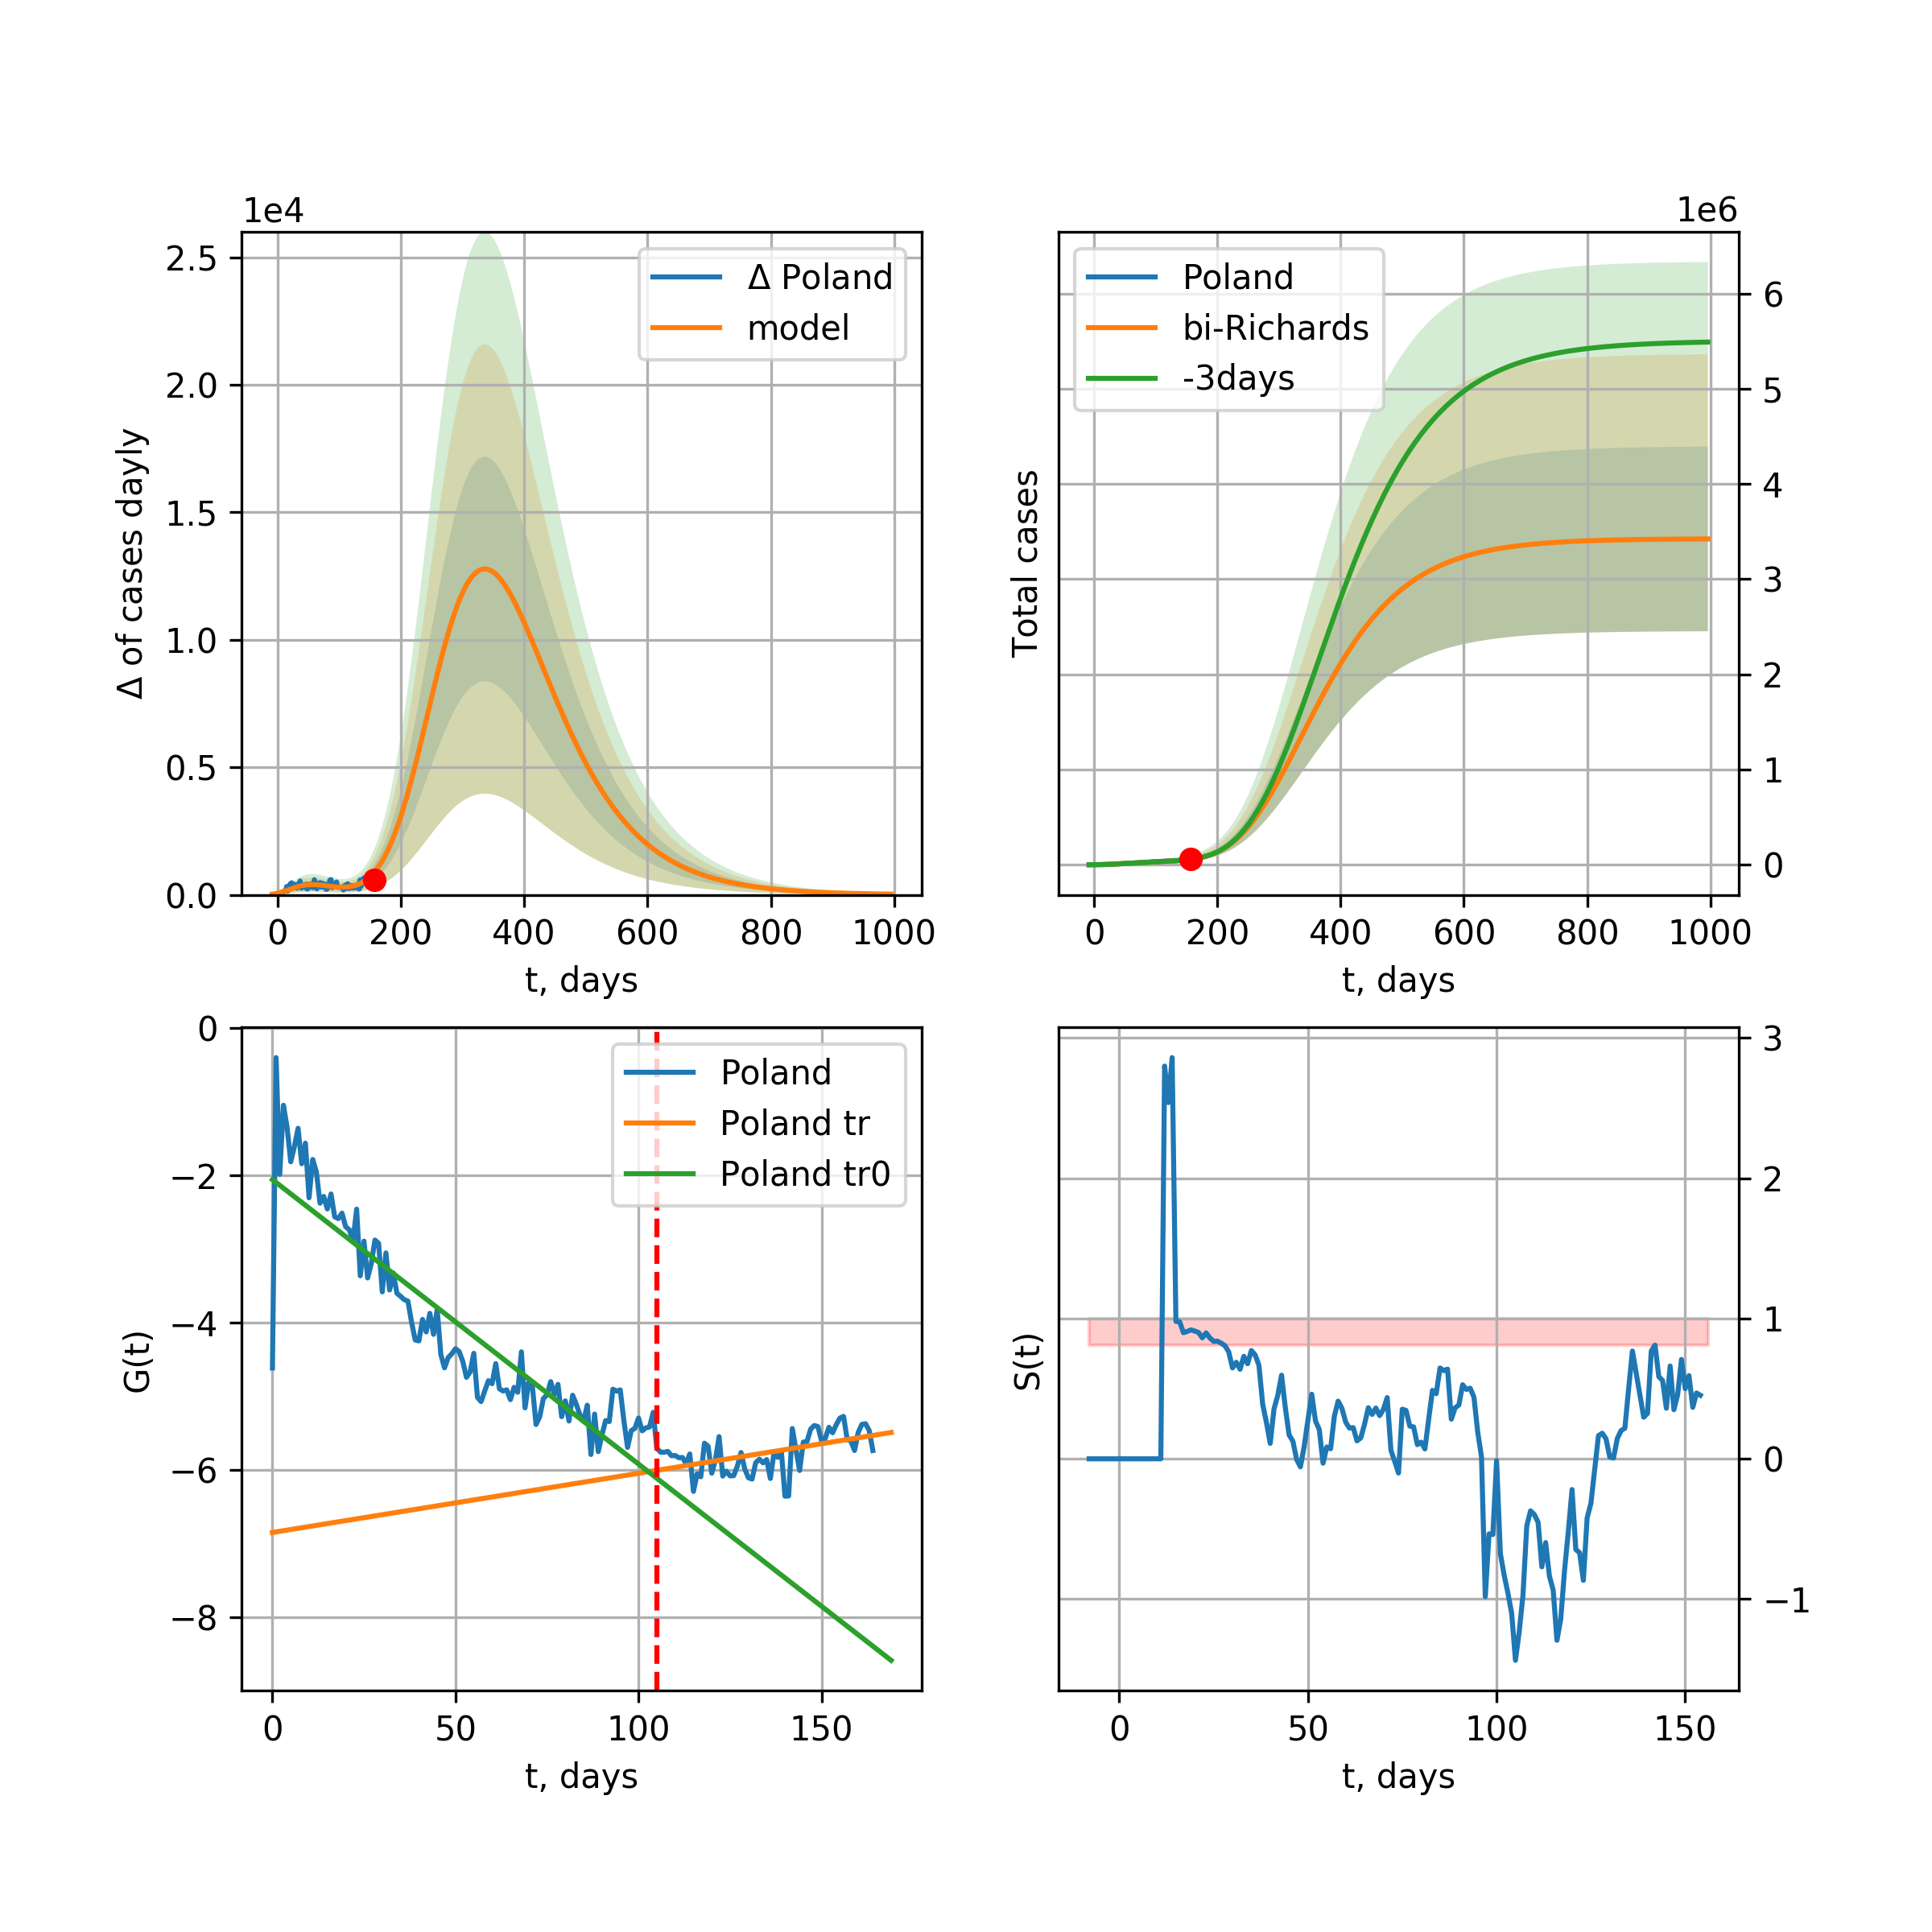 1e4
2.5
2.0
1.5
1.0
0.5
0.0
Δ of cases dayly
Δ Poland
model
0 200 400 600 800 1000
t, days
1e6
Poland
bi-Richards
-3days
Total cases
6
5
4
3
2
1
0
0 200 400 600 800 1000
t, days
0
−2
−4
−6
−8
G(t)
Poland
Poland tr
Poland tr0
0 50 100 150
t, days
S(t)
3
2
1
0
−1
0 50 100 150
t, days